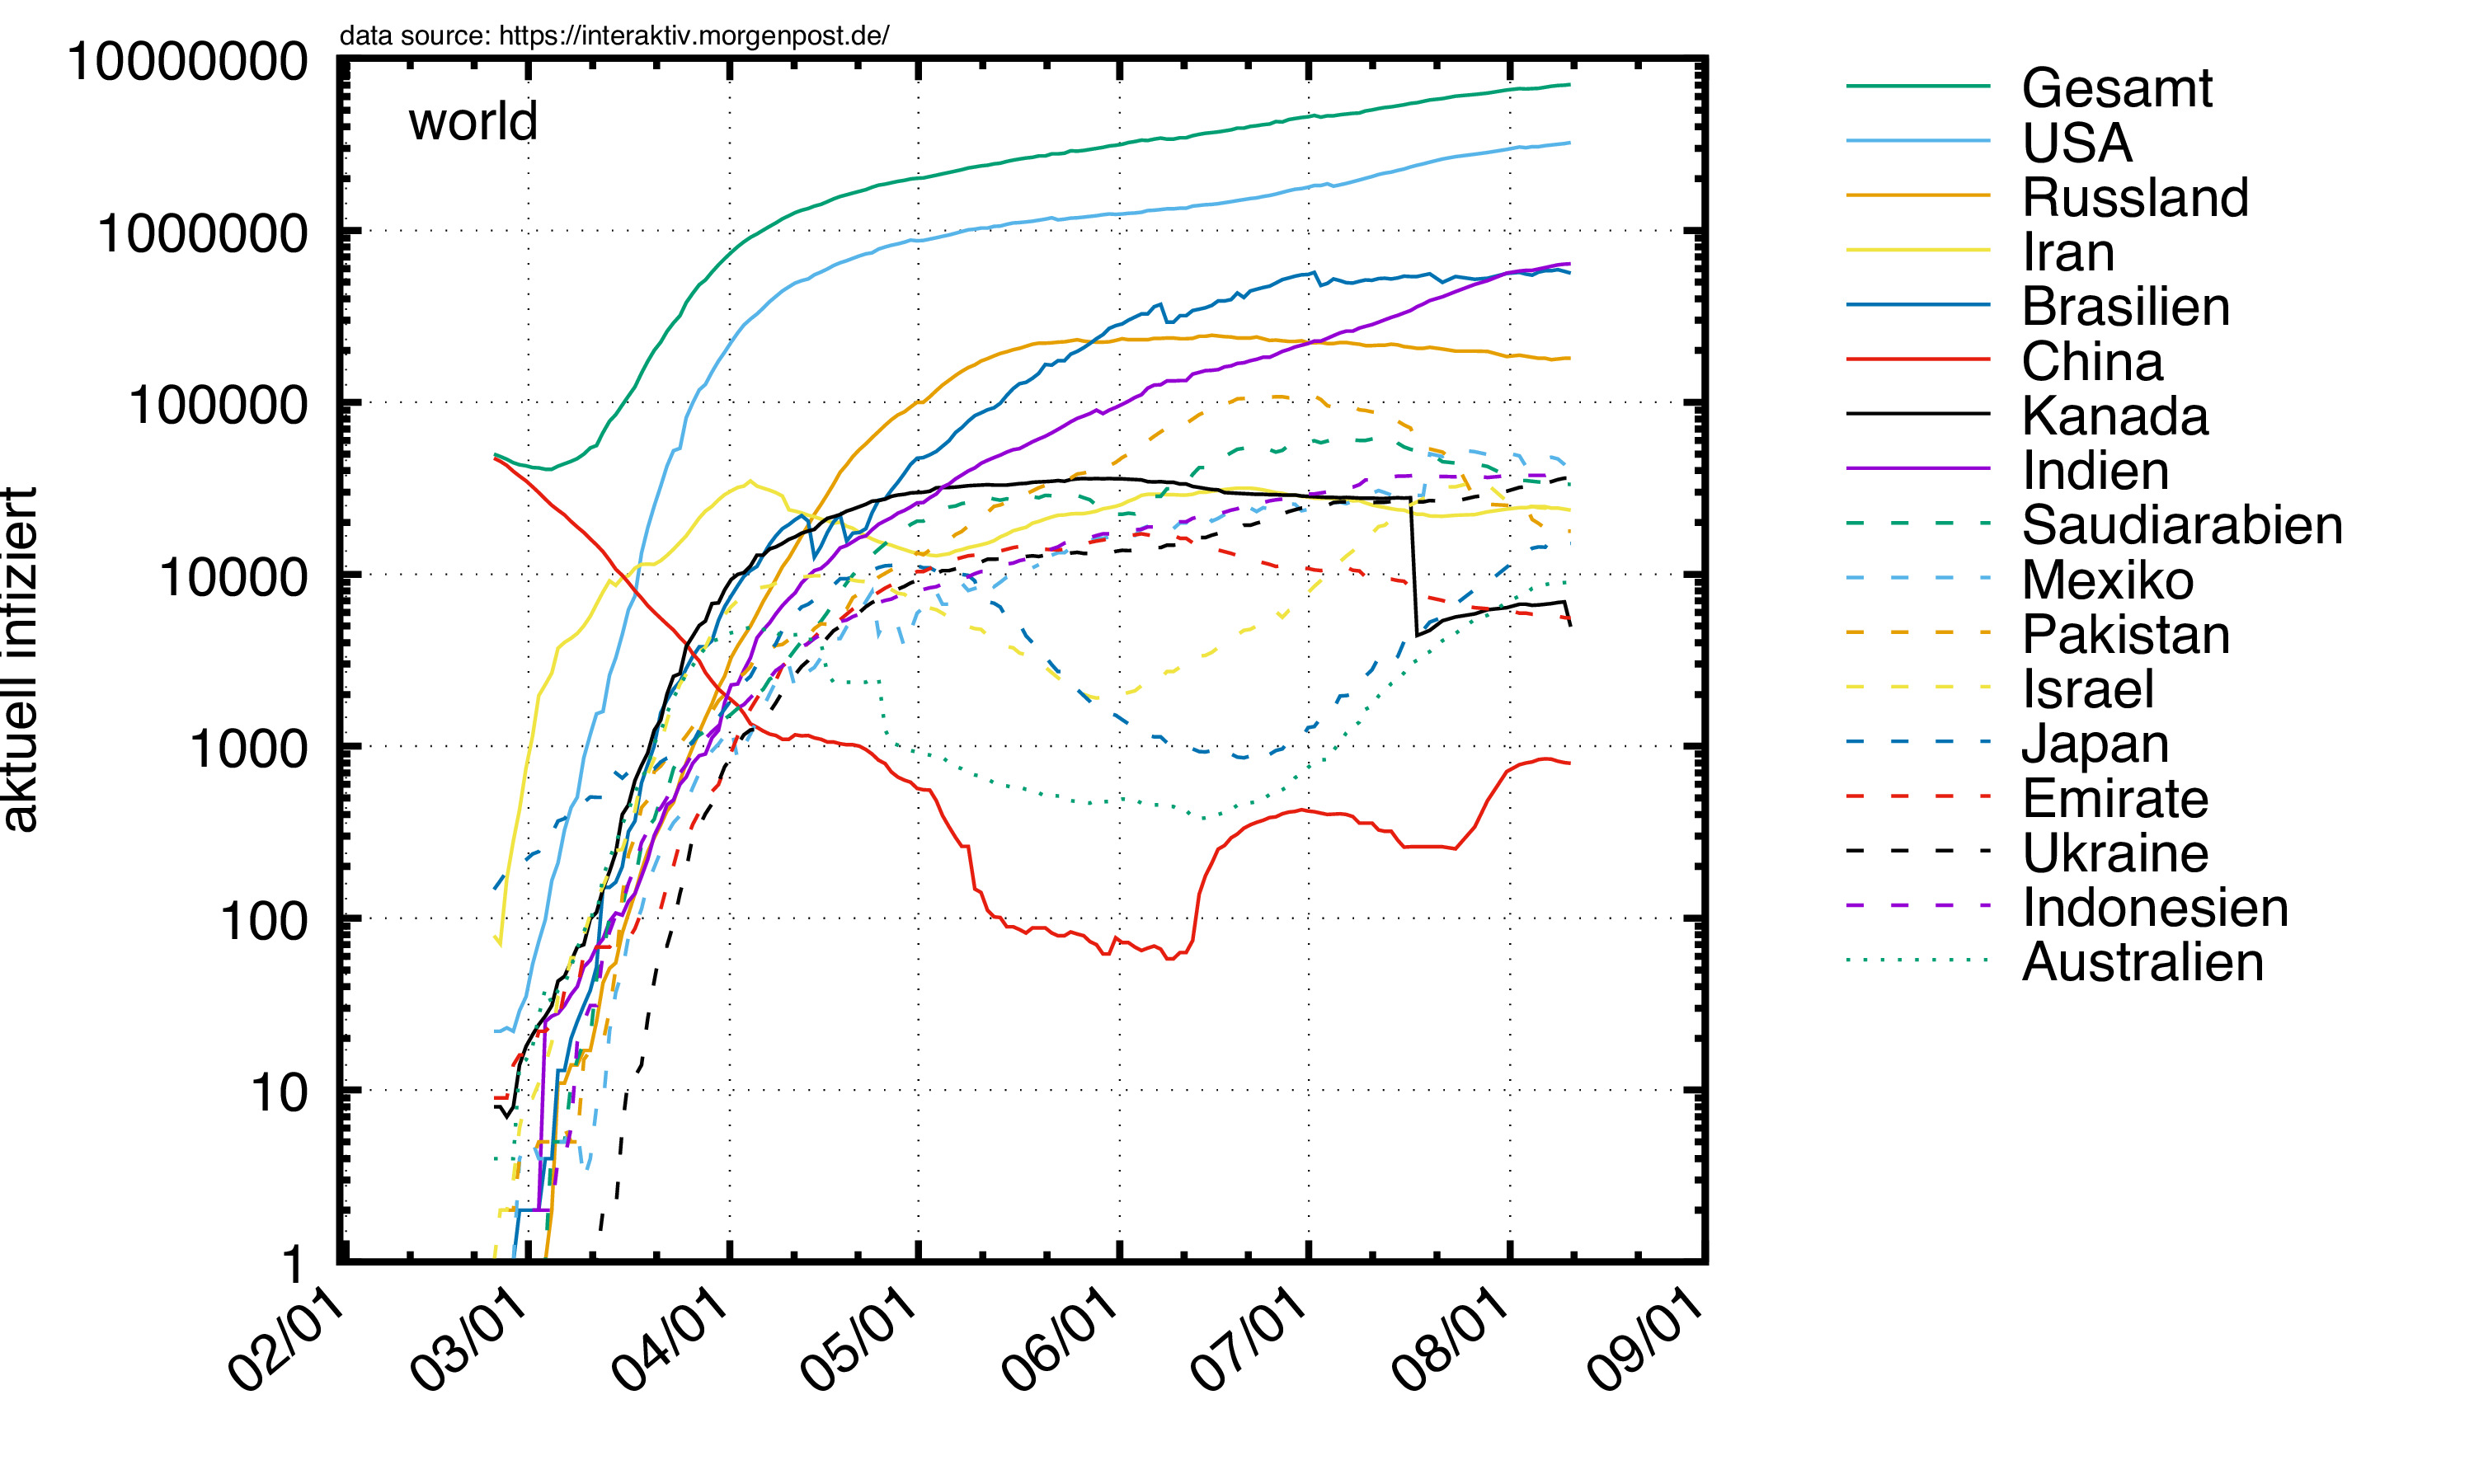 data source: https://interaktiv.morgenpost.de/
world
aktuell infiziert
10000000
1000000
100000
10000
1000
100
10
1
02/01
03/01
04/01
05/01
06/01
07/01
08/01
09/01
Gesamt
USA
Russland
Iran
Brasilien
China
Kanada
Indien
Saudiarabien
Mexiko
Pakistan
Israel
Japan
Emirate
Ukraine
Indonesien
Australien